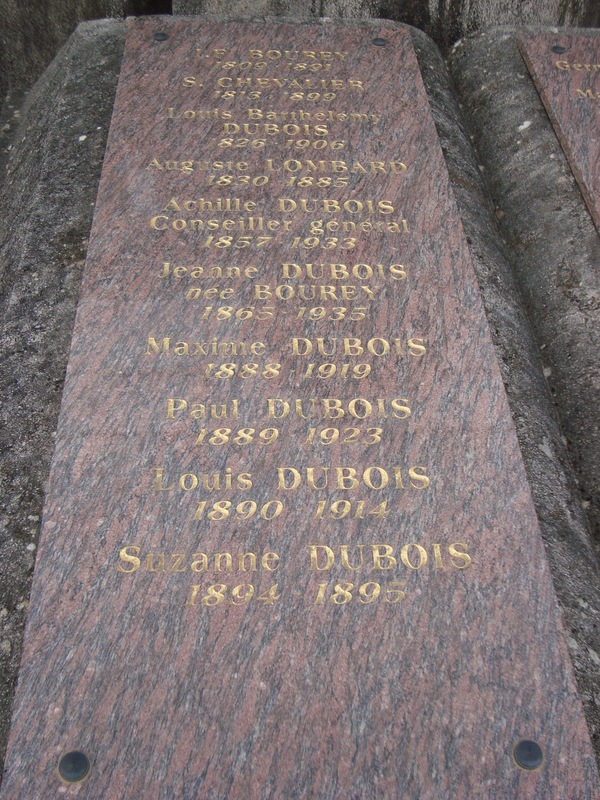 J.F. BOUREY
1809 1891
S. CHEVALIER
1813 1899
Louis Barthélémy
DUBOIS
1826 1906
Auguste LOMBARD
1830 1885
Achille DUBOIS
Conseiller général
1857 1933
Jeanne DUBOIS
née BOUREY
1865 1935
Maxime DUBOIS
1888 1919
Paul DUBOIS
1889 1923
Louis DUBOIS
1890 1914
Suzanne DUBOIS
1894 1895